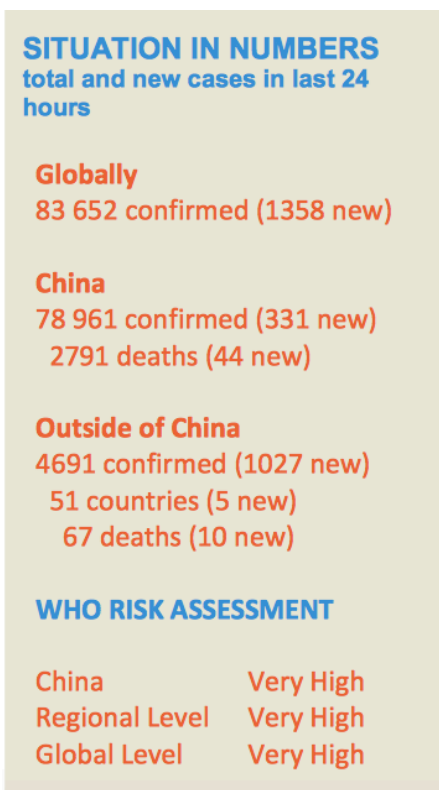 SITUATION IN NUMBERS
total and new cases in last 24
hours
Globally
83 652 confirmed (1358 new)
China
78 961 confirmed (331 new)
2791 deaths (44 new)
Outside of China
4691 confirmed (1027 new)
51 countries (5 new)
67 deaths (10 new)
WHO RISK ASSESSMENT
China Very High
Regional Level Very High
Global Level Very High